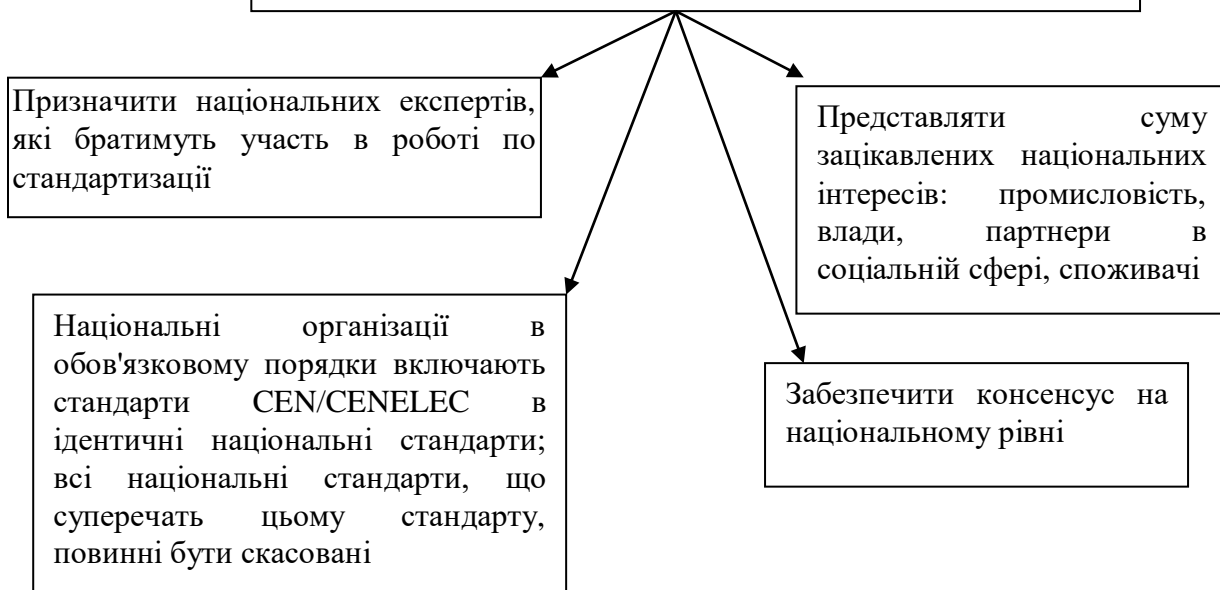 Призначити національних експертів,
які братимуть участь в роботі по
стандартизації
Представляти суму
зацікавлених національних
інтересів: промисловість,
влади, партнери в
соціальній сфері, споживачі
Національні організації в
обов'язковому порядки включають
стандарти CEN/CENELEC в
ідентичні національні стандарти;
всі національні стандарти, що
суперечать цьому стандарту,
повинні бути скасовані
Забезпечити консенсус на
національному рівні